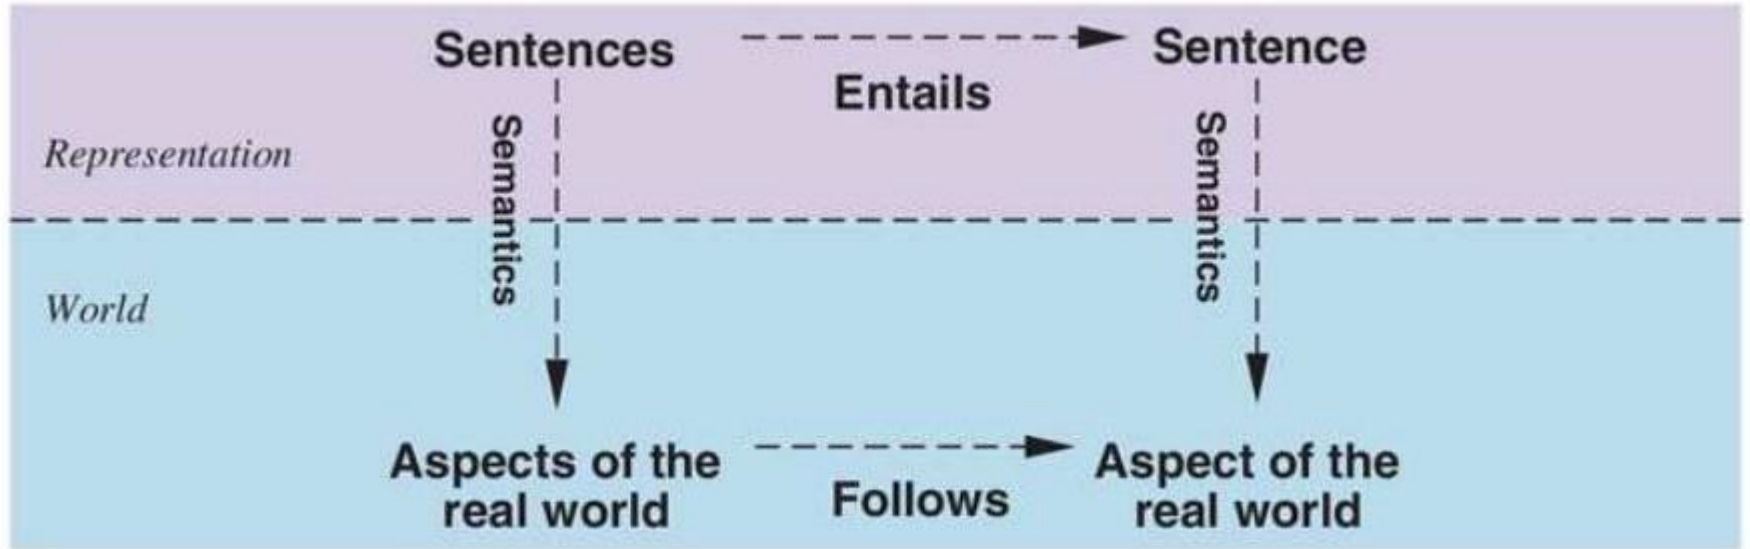 Sentences
Sentence
Entails
Representation
Semantics
Semantics
World
Aspects of the
real world
Follows
Aspect of the
real world